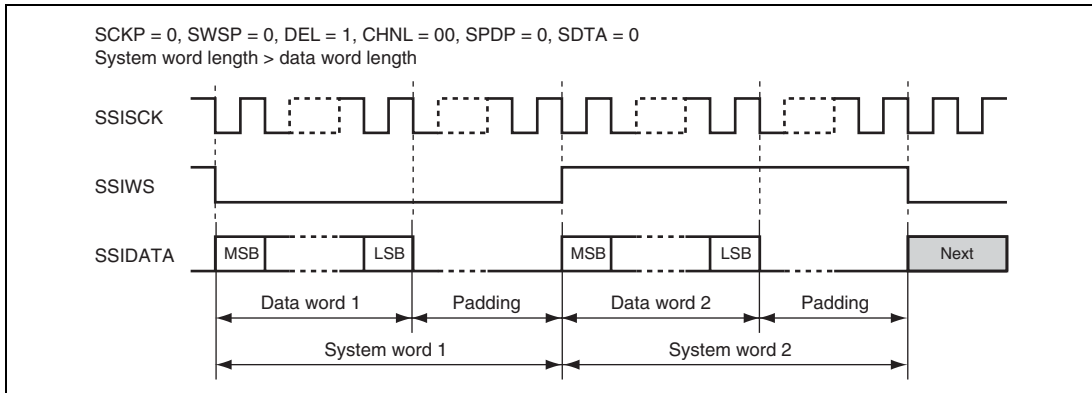 SCKP = 0, SWSP = 0, DEL = 1, CHNL = 00, SPDP = 0, SDTA = 0
System word length > data word length
SSISCK
SSIWS
SSIDATA
MSB
LSB
MSB
LSB
Next
Data word 1
Padding
Data word 2
Padding
System word 1
System word 2